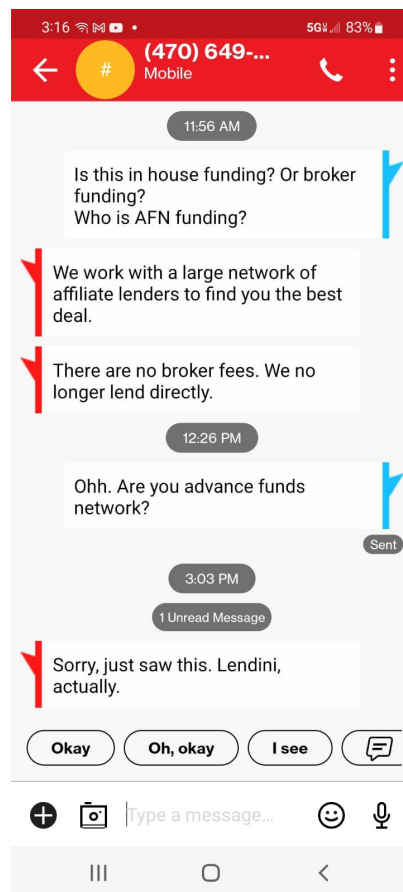 3:16
5G 83%
(470) 649-...
#
Mobile
11:56 AM
Is this in house funding? Or broker
funding?
Who is AFN funding?
We work with a large network of
affiliate lenders to find you the best
deal.
There are no broker fees. We no
longer lend directly.
12:26 PM
Ohh. Are you advance funds
network?
Sent
3:03 PM
1 Unread Message
Sorry, just saw this. Lendini,
actually.
Okay
Oh, okay
I see
Type a message...